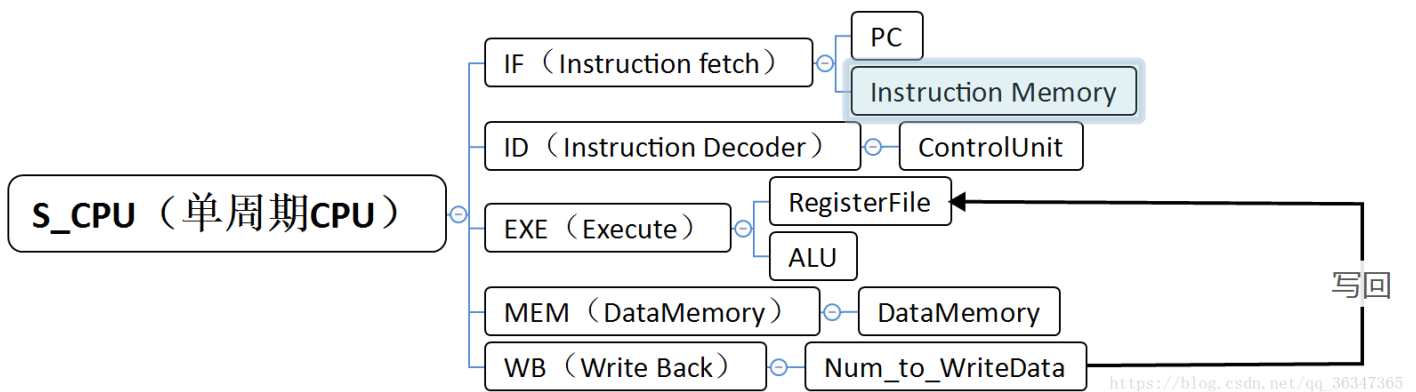 S_CPU（单周期CPU）
IF（Instruction fetch）
PC
Instruction Memory
ID（Instruction Decoder）
ControlUnit
EXE（Execute）
RegisterFile
ALU
MEM（DataMemory）
DataMemory
WB（Write Back）
Num_to_WriteData
写回
https://blog.csdn.net/qq_36347365